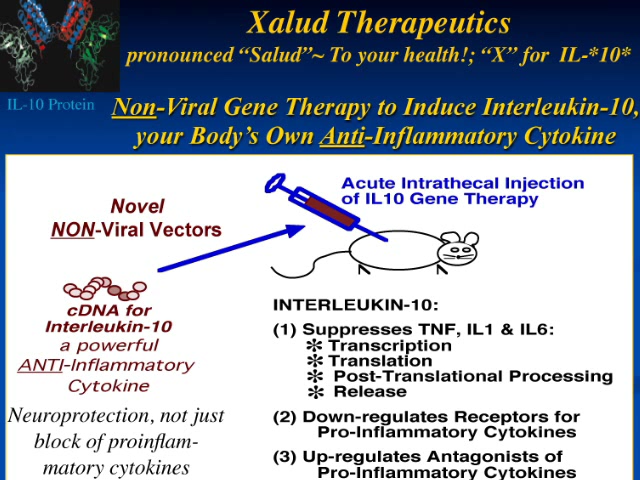 Xalud Therapeutics
pronounced “Salud”~ To your health!; “X” for IL-*10*
IL-10 Protein
Non-Viral Gene Therapy to Induce Interleukin-10,
your Body’s Own Anti-Inflammatory Cytokine
Novel
NON-Viral Vectors
Acute Intrathecal Injection
of IL10 Gene Therapy
cDNA for
Interleukin-10
a powerful
ANTI-Inflammatory
Cytokine
Neuroprotection, not just
block of proinflam-
matory cytokines
INTERLEUKIN-10:
(1) Suppresses TNF, IL1 & IL6:
✻ Transcription
✻ Translation
✻ Post-Translational Processing
✻ Release
(2) Down-regulates Receptors for
Pro-Inflammatory Cytokines
(3) Up-regulates Antagonists of
Pro-Inflammatory Cytokines